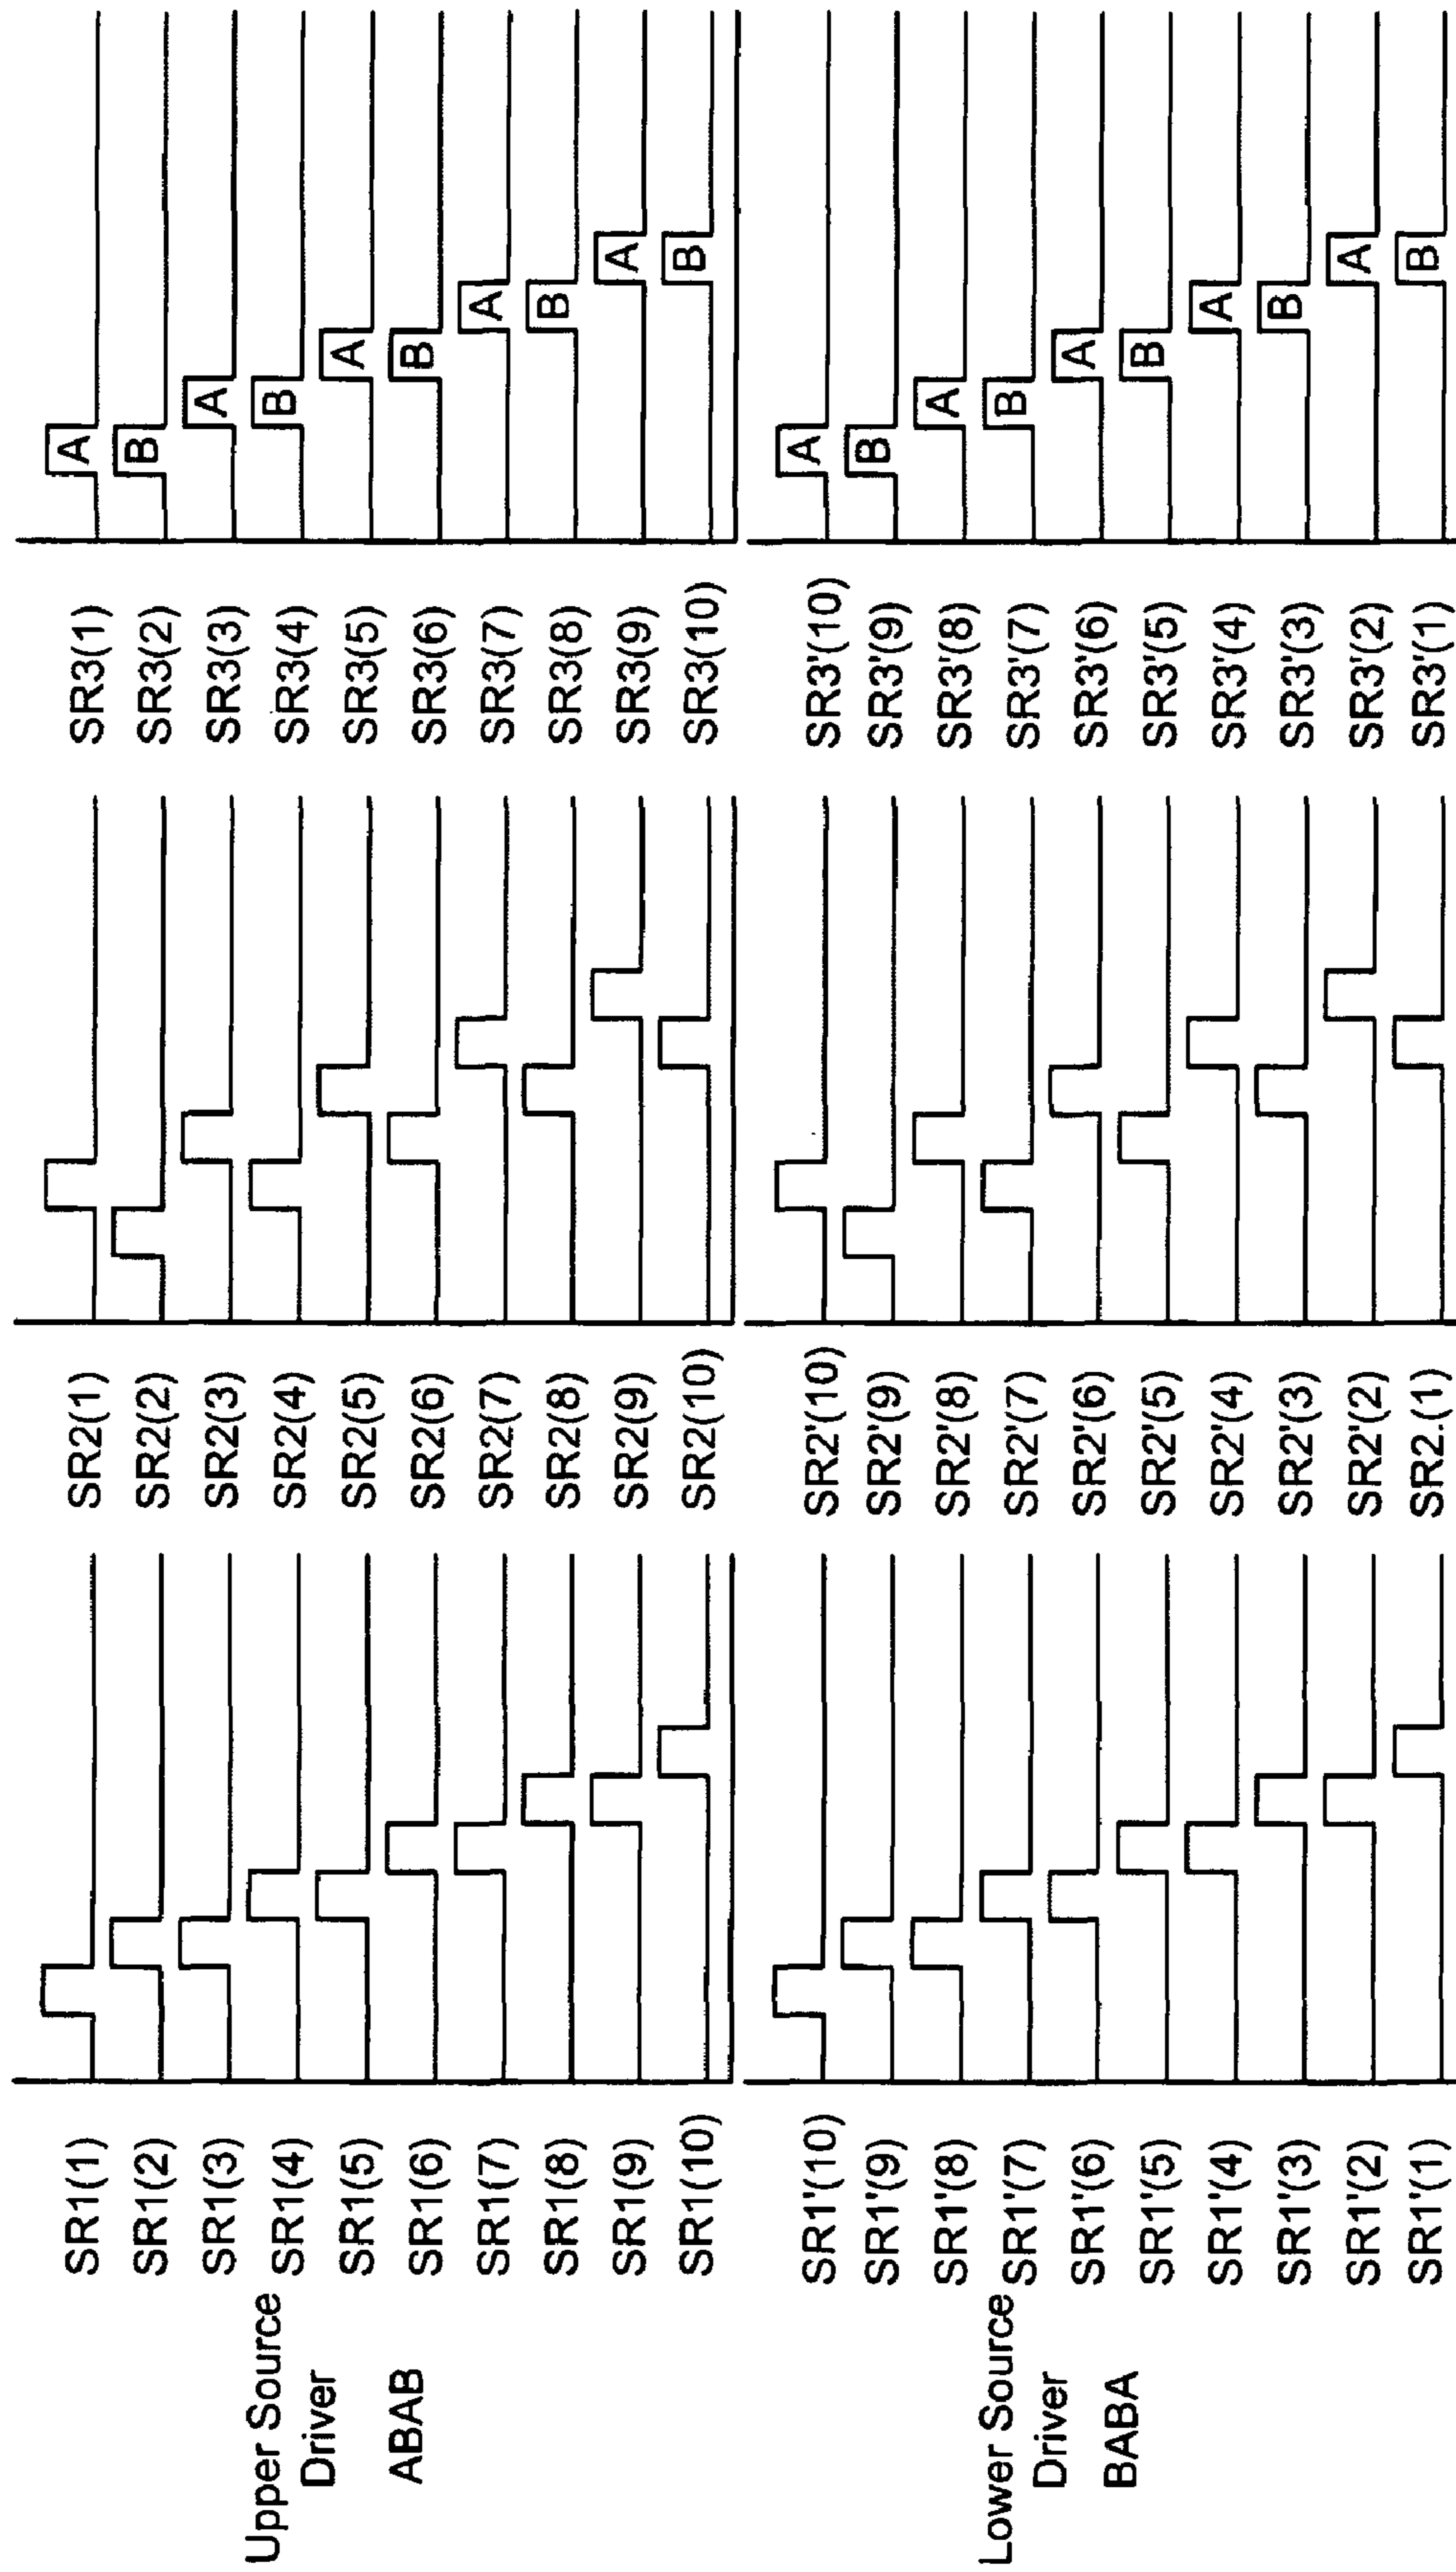 Upper Source
Driver
ABAB
SR1(1)
SR1(2)
SR1(3)
SR1(4)
SR1(5)
SR1(6)
SR1(7)
SR1(8)
SR1(9)
SR1(10)
SR2(1)
SR2(2)
SR2(3)
SR2(4)
SR2(5)
SR2(6)
SR2(7)
SR2(8)
SR2(9)
SR2(10)
SR3(1)
SR3(2)
SR3(3)
SR3(4)
SR3(5)
SR3(6)
SR3(7)
SR3(8)
SR3(9)
SR3(10)
A
B
A
B
A
B
A
B
A
B
Lower Source
Driver
BABA
SR1'(10)
SR1'(9)
SR1'(8)
SR1'(7)
SR1'(6)
SR1'(5)
SR1'(4)
SR1'(3)
SR1'(2)
SR1'(1)
SR2'(10)
SR2'(9)
SR2'(8)
SR2'(7)
SR2'(6)
SR2'(5)
SR2'(4)
SR2'(3)
SR2'(2)
SR2.(1)
SR3'(10)
SR3'(9)
SR3'(8)
SR3'(7)
SR3'(6)
SR3'(5)
SR3'(4)
SR3'(3)
SR3'(2)
SR3'(1)
A
B
A
B
A
B
A
B
A
B